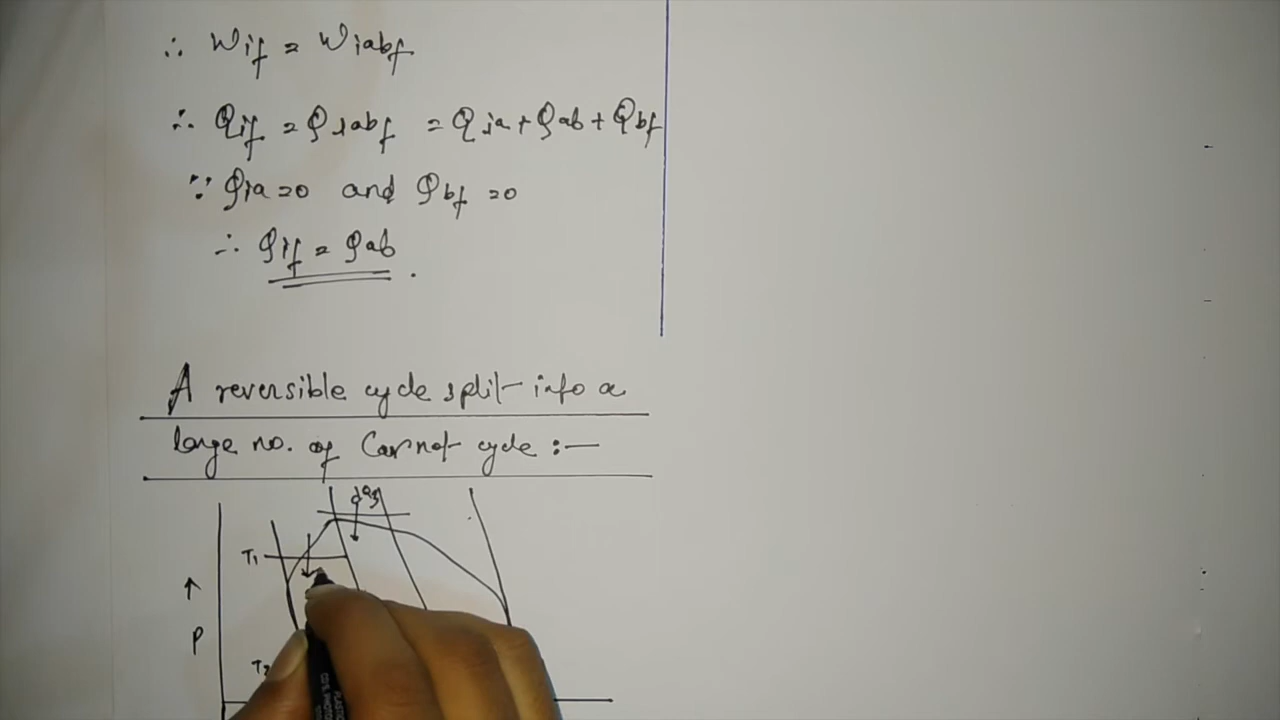 ∴ Wif = Wiabf
∴ Qif = Qiabf = Qia + Qab + Qbf
∵ Qia = 0 and Qbf = 0
∴ Qif = Qab.
A reversible cycle split into a
large no. of Carnot cycle :—
dQ3
T1
↑
P
T2